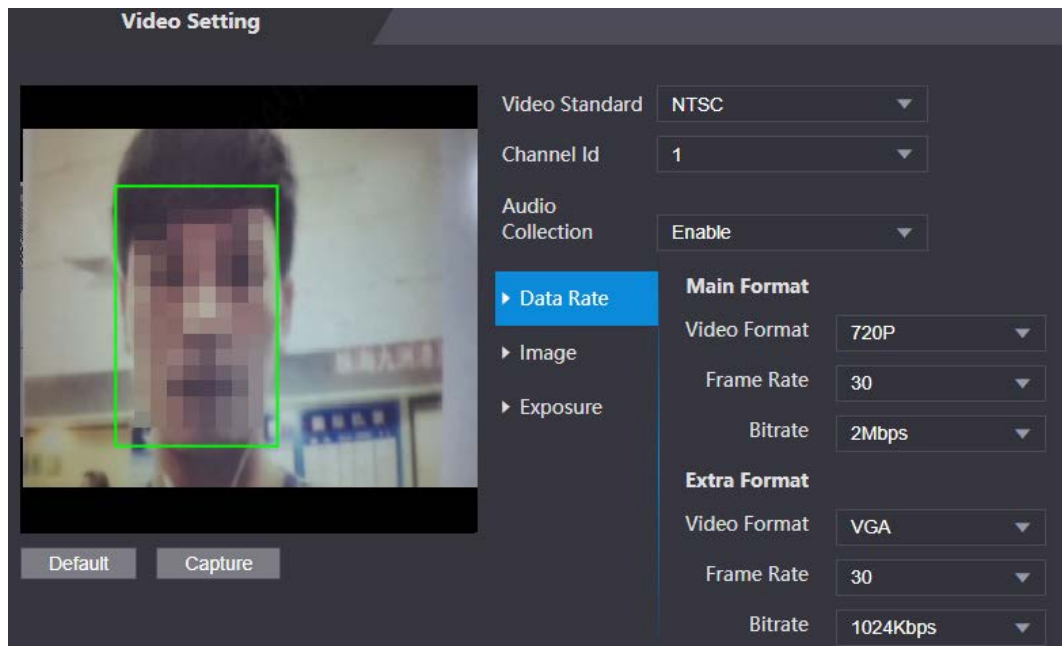 Video Setting
Video Standard NTSC
Channel Id 1
Audio
Collection Enable
Data Rate
Image
Exposure
Main Format
Video Format 720P
Frame Rate 30
Bitrate 2Mbps
Extra Format
Video Format VGA
Frame Rate 30
Bitrate 1024Kbps
Default Capture